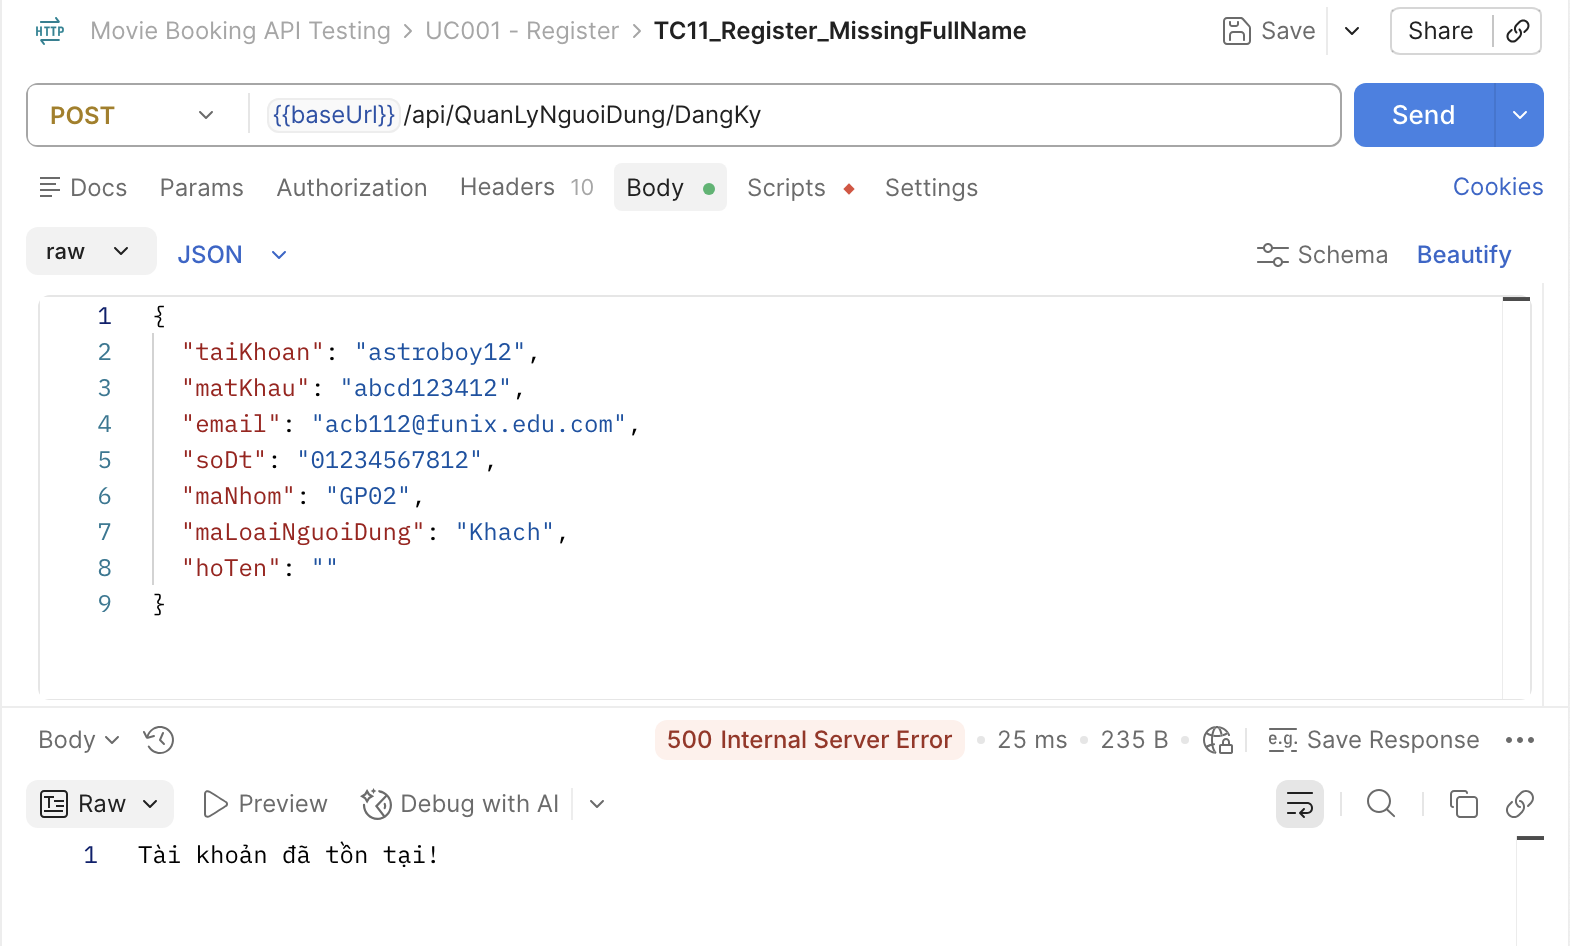 HTTP Movie Booking API Testing > UC001 - Register > TC11_Register_MissingFullName Save Share
POST {{baseUrl}}/api/QuanLyNguoiDung/DangKy Send
Docs Params Authorization Headers 10 Body Scripts Settings Cookies
raw JSON Schema Beautify
1 {
2 "taiKhoan": "astroboy12",
3 "matKhau": "abcd123412",
4 "email": "acb112@funix.edu.com",
5 "soDt": "01234567812",
6 "maNhom": "GP02",
7 "maLoaiNguoiDung": "Khach",
8 "hoTen": ""
9 }
Body 500 Internal Server Error • 25 ms • 235 B • e.g. Save Response
Raw Preview Debug with AI
1 Tài khoản đã tồn tại!